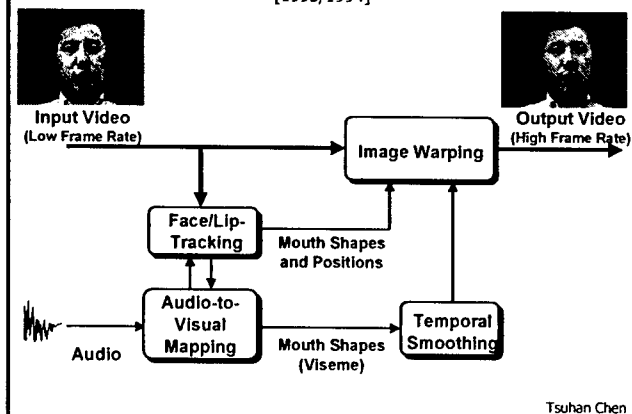 Input Video
(Low Frame Rate)
Output Video
(High Frame Rate)
Image Warping
Face/Lip-
Tracking
Mouth Shapes
and Positions
Audio-to-
Visual
Mapping
Audio
Mouth Shapes
(Viseme)
Temporal
Smoothing
Tsuhan Chen